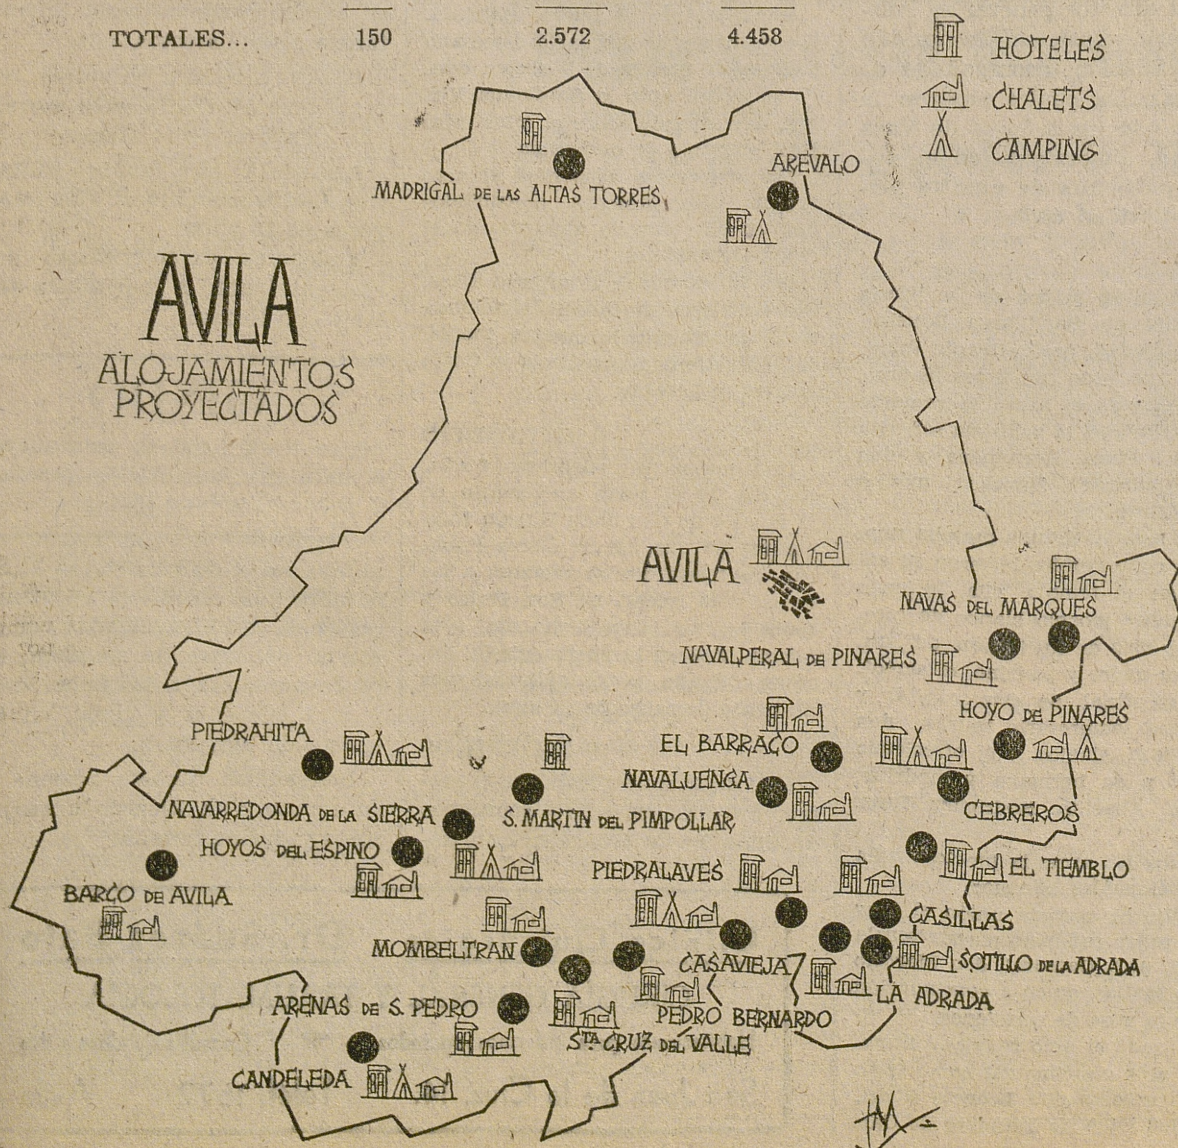 TOTALES... 150 2.572 4.458
HOTELES
CHALETS
CAMPING
AREVALO
MADRIGAL DE LAS ALTAS TORRES
AVILA
ALOJAMIENTOS
PROYECTADOS
AVILA
NAVAS DEL MARQUES
NAVALPERAL DE PINARES
HOYO DE PINARES
PIEDRAHITA
EL BARRACO
NAVALUENGA
CEBREROS
NAVARREDONDA DE LA SIERRA
S. MARTIN DEL PIMPOLLAR
HOYOS DEL ESPINO
PIEDRALAVES
EL TIEMBLO
BARCO DE AVILA
CASILLAS
MOMBELTRAN
CASAVIEJA
SOTILLO DE LA ADRADA
LA ADRADA
ARENAS DE S. PEDRO
PEDRO BERNARDO
STA CRUZ DEL VALLE
CANDELEDA